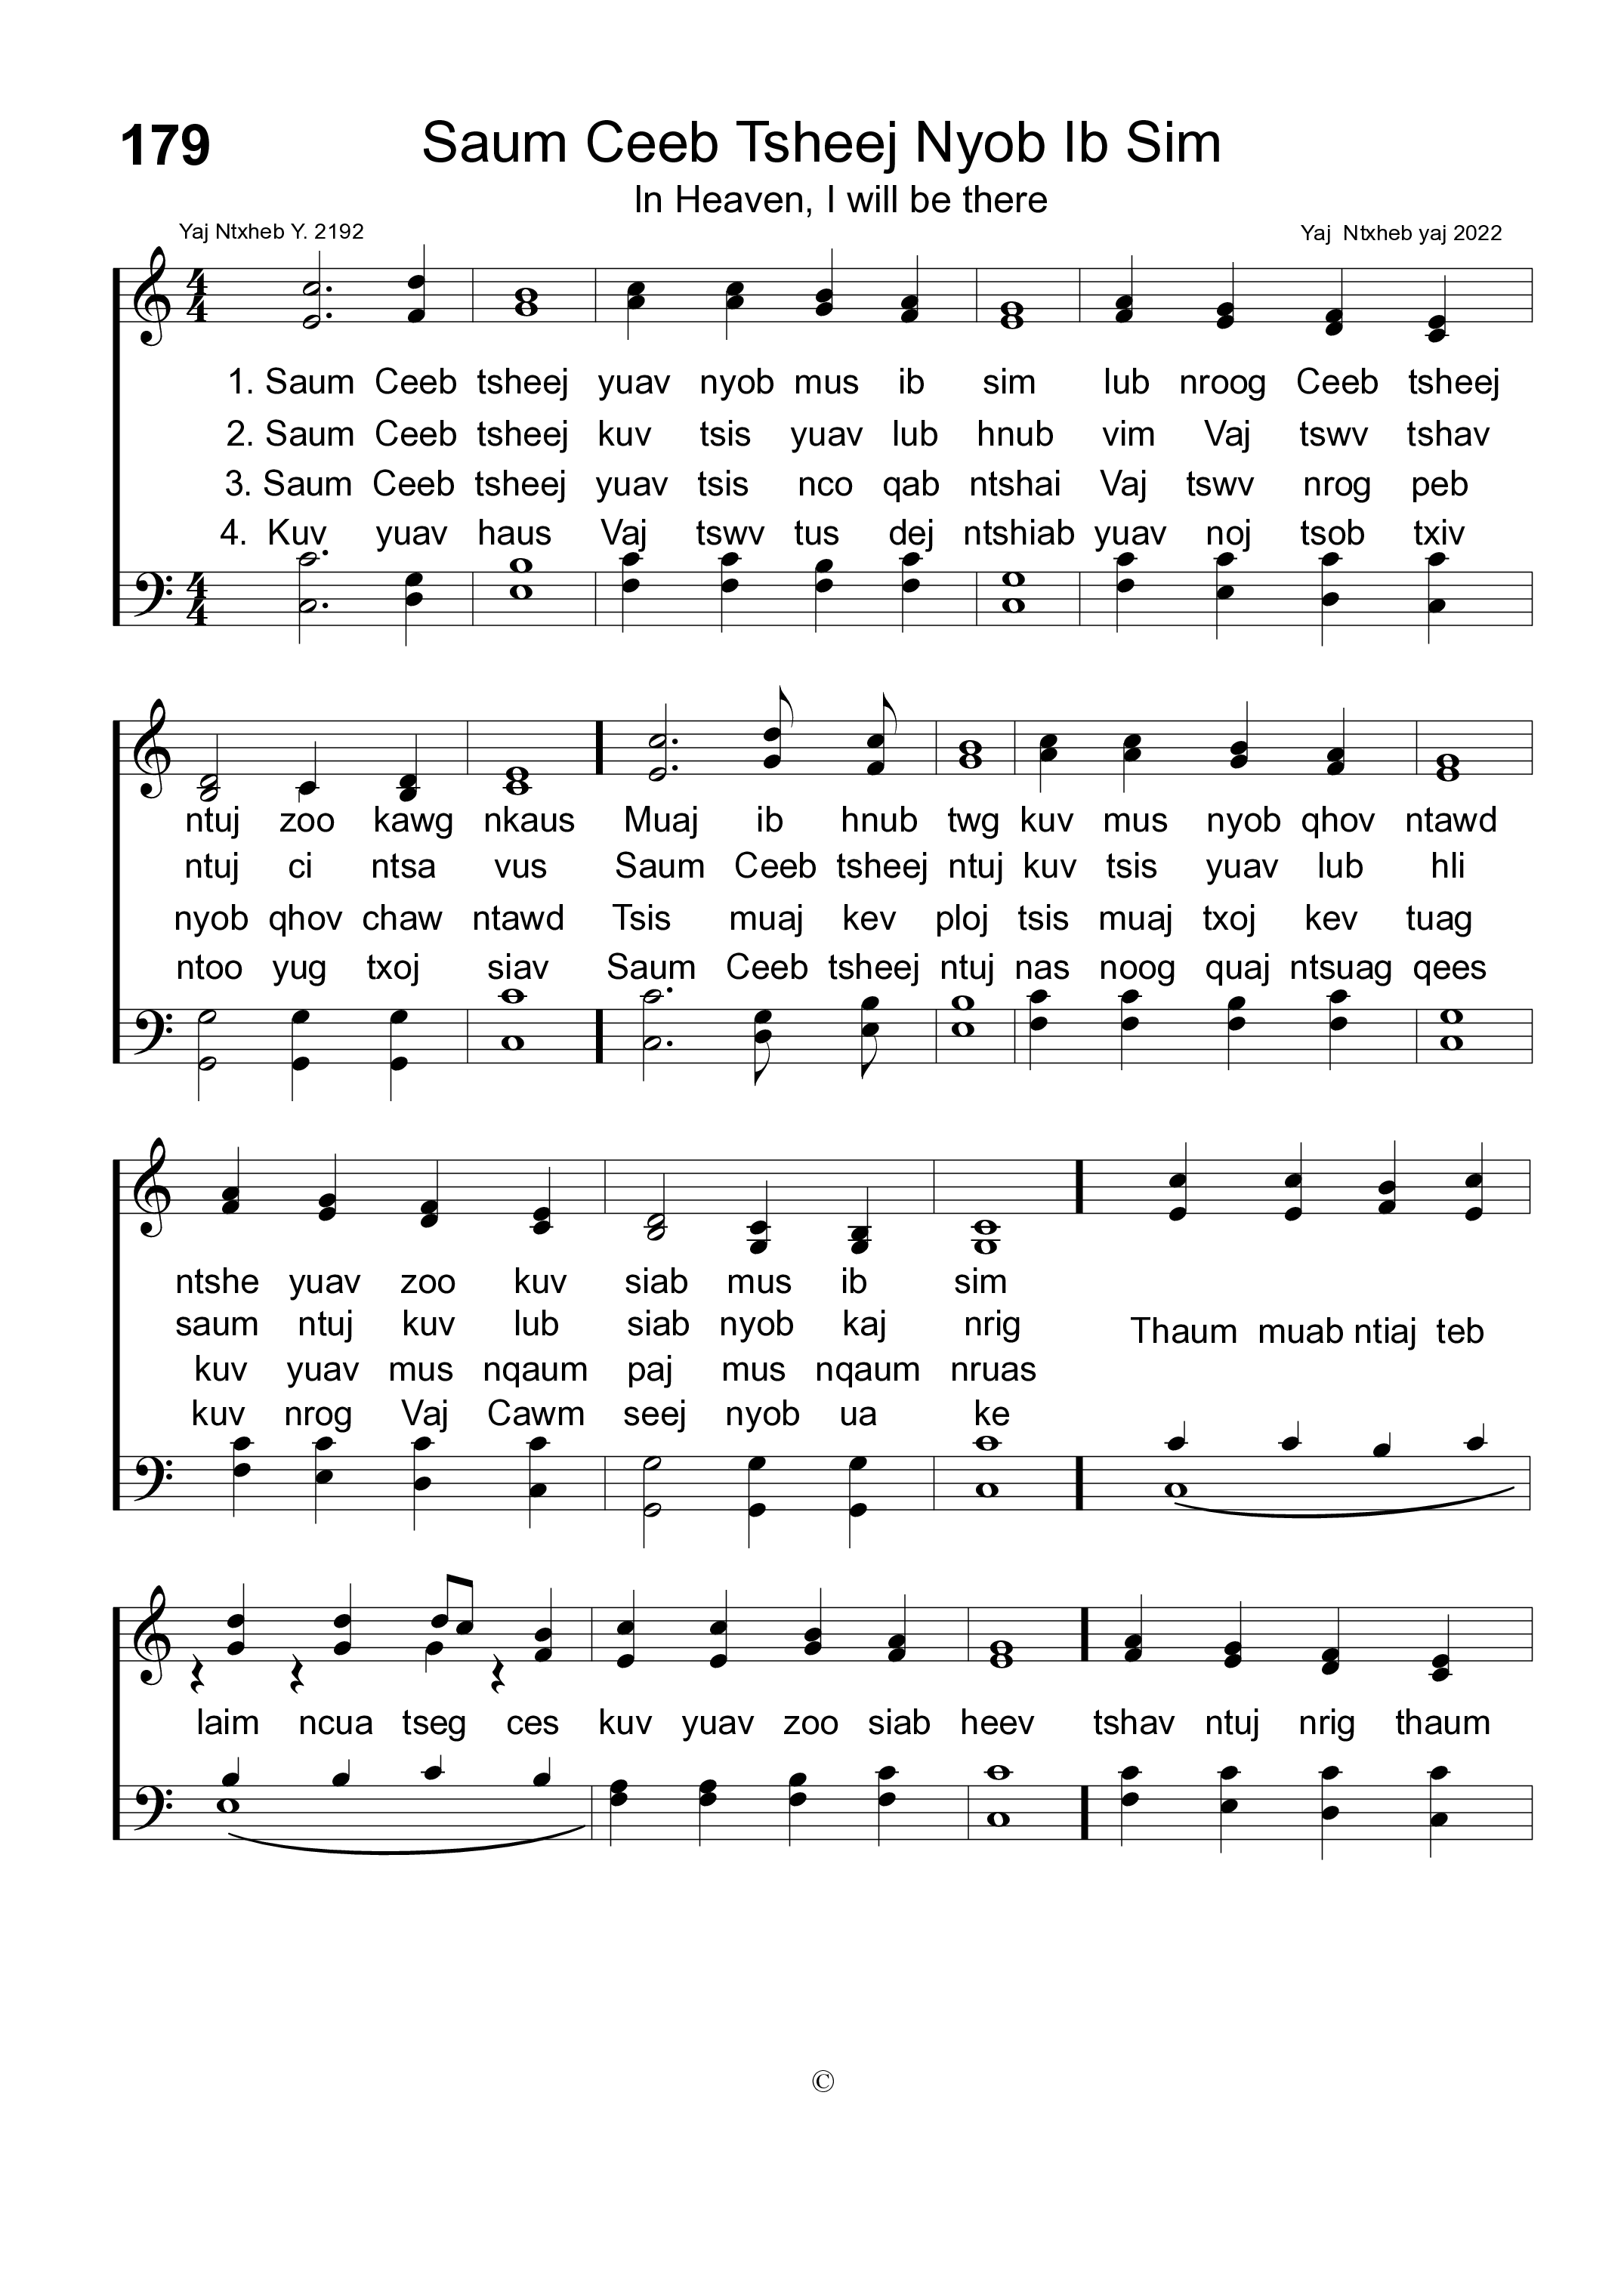 179 Saum Ceeb Tsheej Nyob Ib Sim
In Heaven, I will be there
Yaj Ntxheb Y. 2192 Yaj Ntxheb yaj 2022
4 4
1. Saum Ceeb tsheej yuav nyob mus ib sim lub nroog Ceeb tsheej
2. Saum Ceeb tsheej kuv tsis yuav lub hnub vim Vaj tswv tshav
3. Saum Ceeb tsheej yuav tsis nco qab ntshai Vaj tswv nrog peb
4. Kuv yuav haus Vaj tswv tus dej ntshiab yuav noj tsob txiv
4 4
ntuj zoo kawg nkaus Muaj ib hnub twg kuv mus nyob qhov ntawd
ntuj ci ntsa vus Saum Ceeb tsheej ntuj kuv tsis yuav lub hli
nyob qhov chaw ntawd Tsis muaj kev ploj tsis muaj txoj kev tuag
ntoo yug txoj siav Saum Ceeb tsheej ntuj nas noog quaj ntsuag qees
ntshe yuav zoo kuv siab mus ib sim
saum ntuj kuv lub siab nyob kaj nrig Thaum muab ntiaj teb
kuv yuav mus nqaum paj mus nqaum nruas
kuv nrog Vaj Cawm seej nyob ua ke
laim ncua tseg ces kuv yuav zoo siab heev tshav ntuj nrig thaum
©